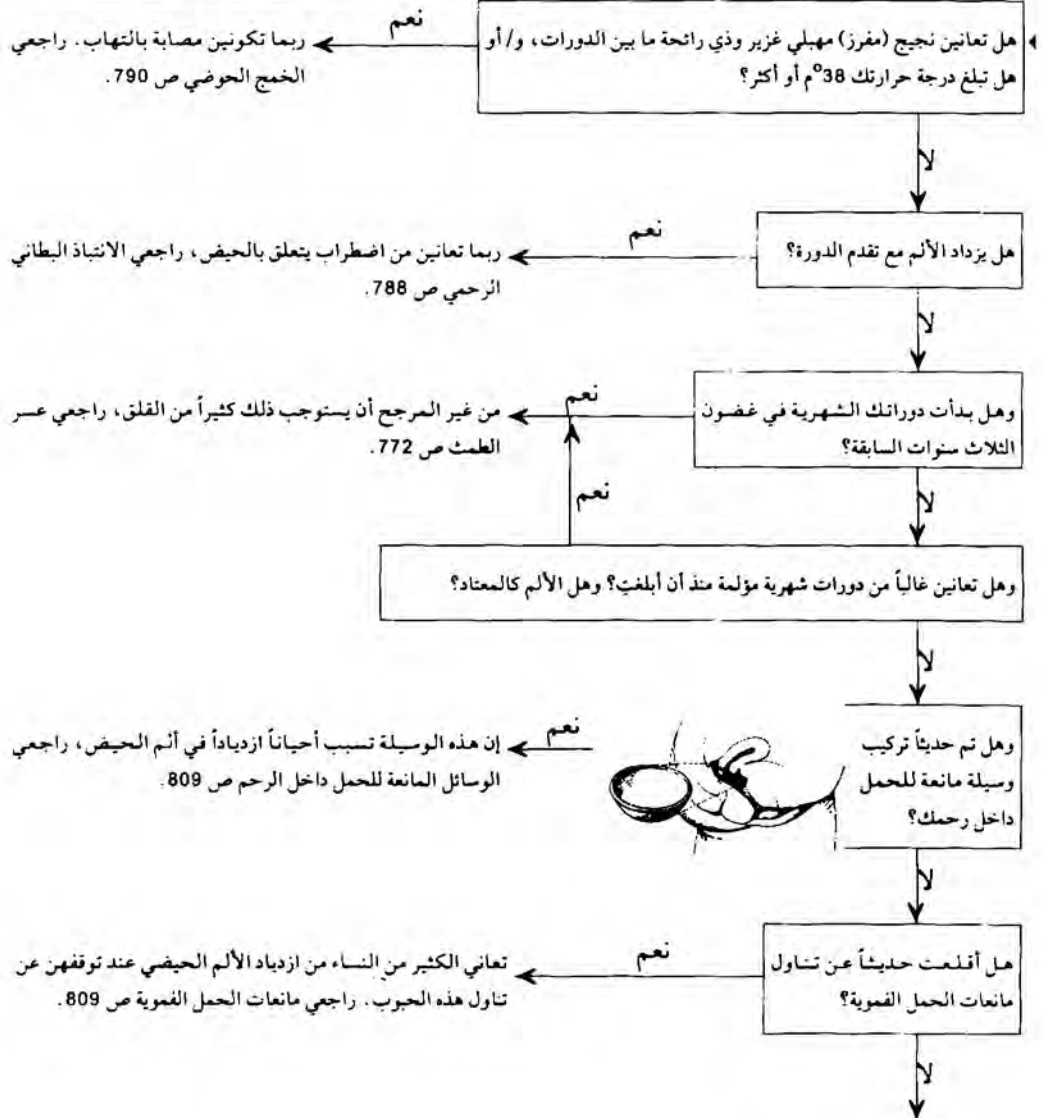 هل تعانين نجيج (مفرز) مهبلي غزير وذي رائحة ما بين الدورات، و/أو
هل تبلغ درجة حرارتك 38°م أو أكثر؟
نعم
ربما تكونين مصابة بالتهاب. راجعي
الخمج الحوضي ص 790.
لا
هل يزداد الألم مع تقدم الدورة؟
نعم
ربما تعانين من اضطراب يتعلق بالحيض، راجعي الانتباذ البطاني
الرحمي ص 788.
لا
وهل بدأت دوراتك الشهرية في غضون
الثلاث سنوات السابقة؟
نعم
من غير المرجح أن يستوجب ذلك كثيراً من القلق، راجعي عسر
الطمث ص 772.
لا
نعم
وهل تعانين غالباً من دورات شهرية مؤلمة منذ أن أبلغتِ؟ وهل الألم كالمعتاد؟
لا
وهل تم حديثاً تركيب
وسيلة مانعة للحمل
داخل رحمك؟
نعم
إن هذه الوسيلة تسبب أحياناً ازدياداً في ألم الحيض، راجعي
الوسائل المانعة للحمل داخل الرحم ص 809.
لا
هل أقلعت حديثاً عن تناول
مانعات الحمل الفموية؟
نعم
تعاني الكثير من النساء من ازدياد الألم الحيضي عند توقفهن عن
تناول هذه الحبوب. راجعي مانعات الحمل الفموية ص 809.
لا